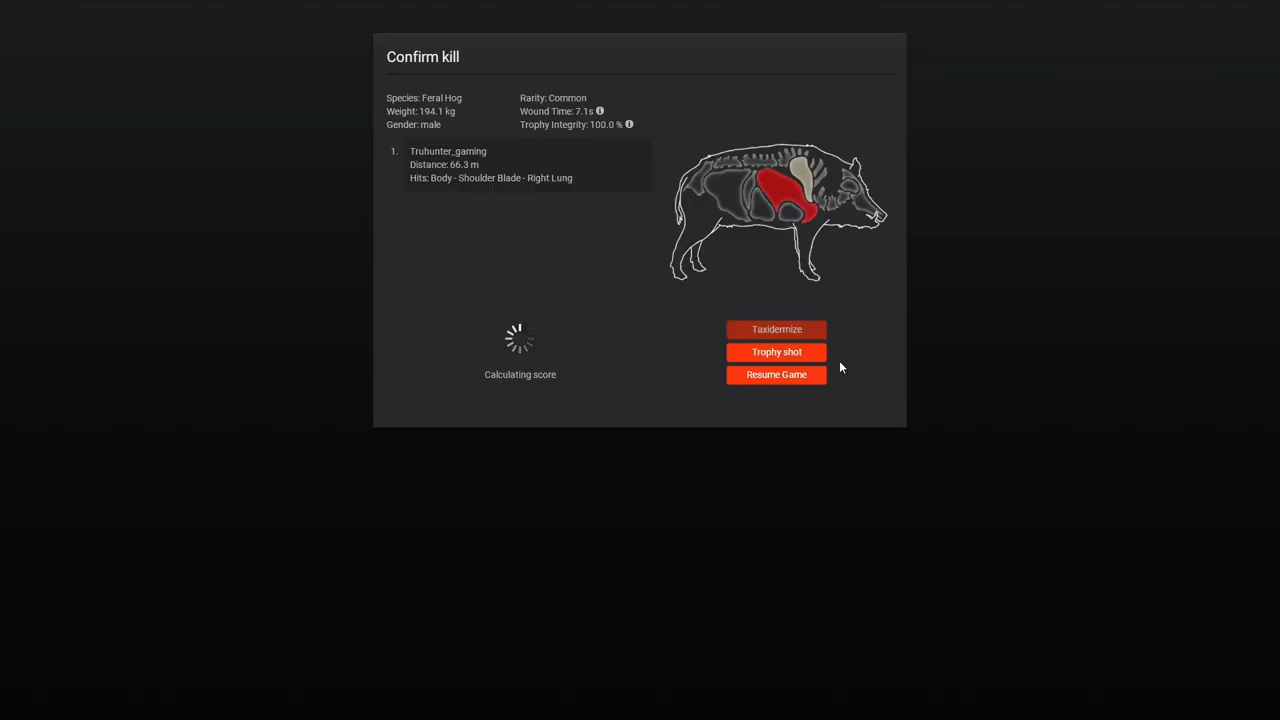 Confirm kill
Species: Feral Hog
Weight: 194.1 kg
Gender: male
Rarity: Common
Wound Time: 7.1s
Trophy Integrity: 100.0 %
1.
Truhunter_gaming
Distance: 66.3 m
Hits: Body - Shoulder Blade - Right Lung
Calculating score
Taxidermize
Trophy shot
Resume Game